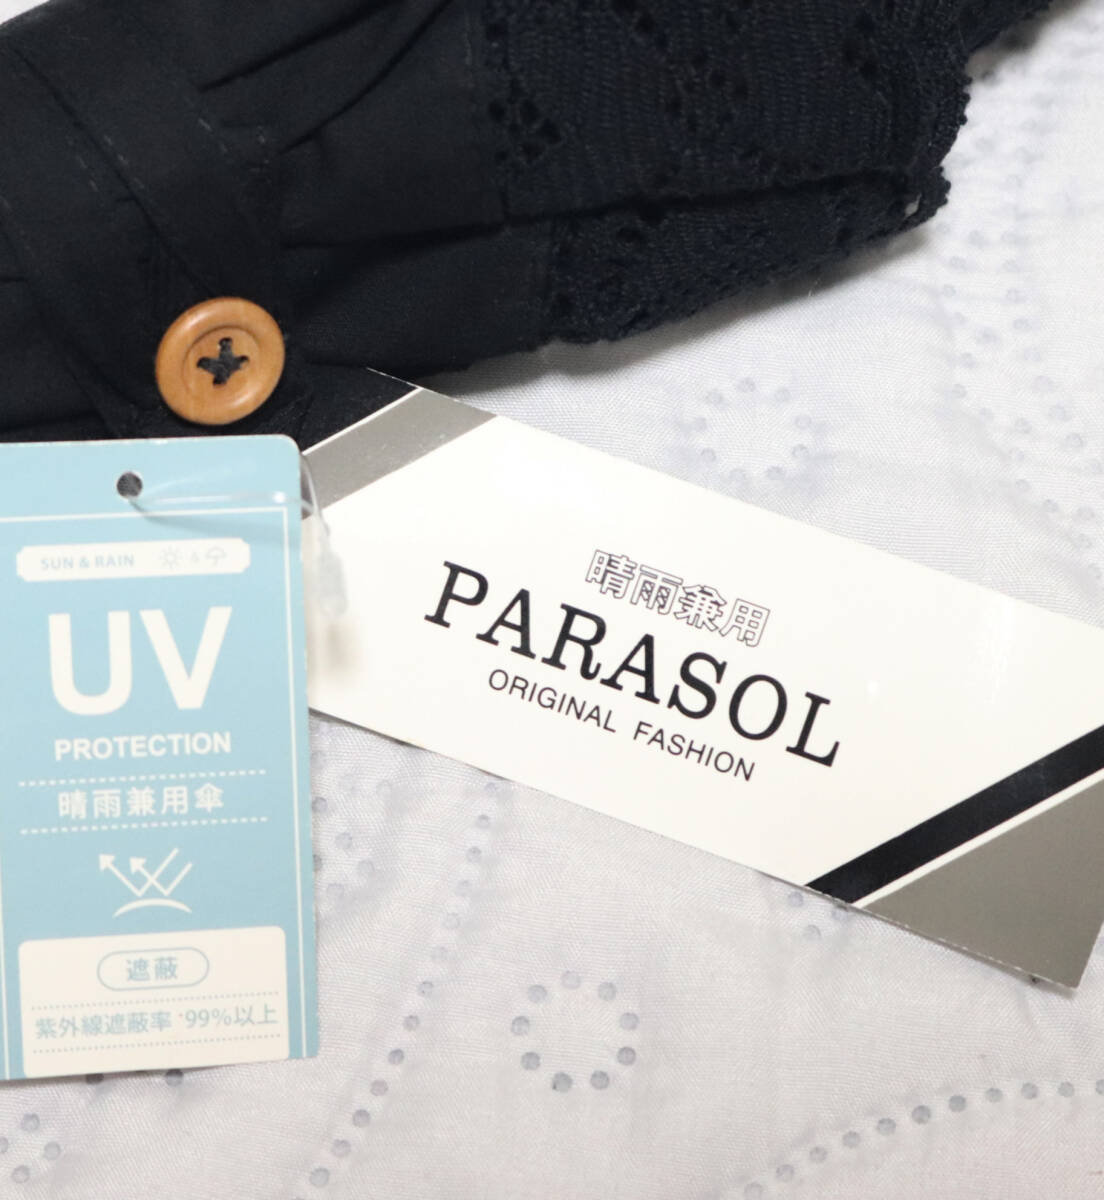 SUN & RAIN &
UV
PROTECTION
晴雨兼用傘
遮蔽
紫外線遮蔽率 *99%以上
晴雨兼用
PARASOL
ORIGINAL FASHION